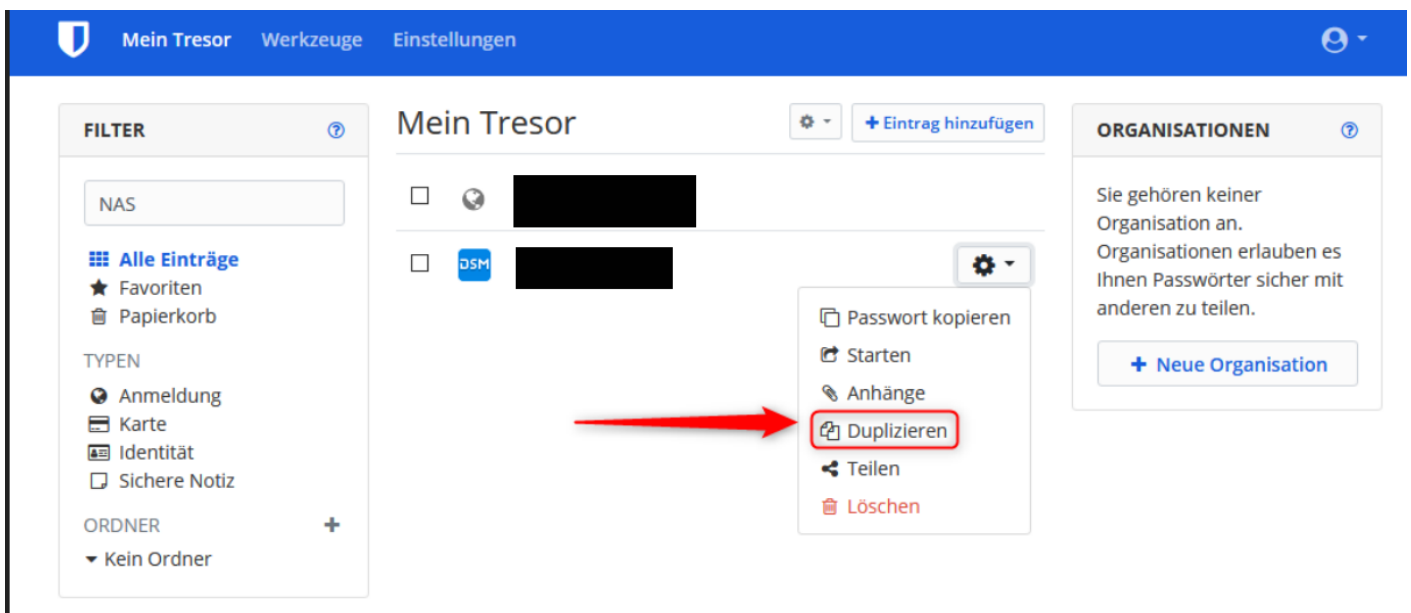 Mein Tresor Werkzeuge Einstellungen
FILTER
NAS
Alle Einträge
Favoriten
Papierkorb
TYPEN
Anmeldung
Karte
Identität
Sichere Notiz
ORDNER
Kein Ordner
Mein Tresor
Eintrag hinzufügen
DSM
Passwort kopieren
Starten
Anhänge
Duplizieren
Teilen
Löschen
ORGANISATIONEN
Sie gehören keiner
Organisation an.
Organisationen erlauben es
Ihnen Passwörter sicher mit
anderen zu teilen.
Neue Organisation